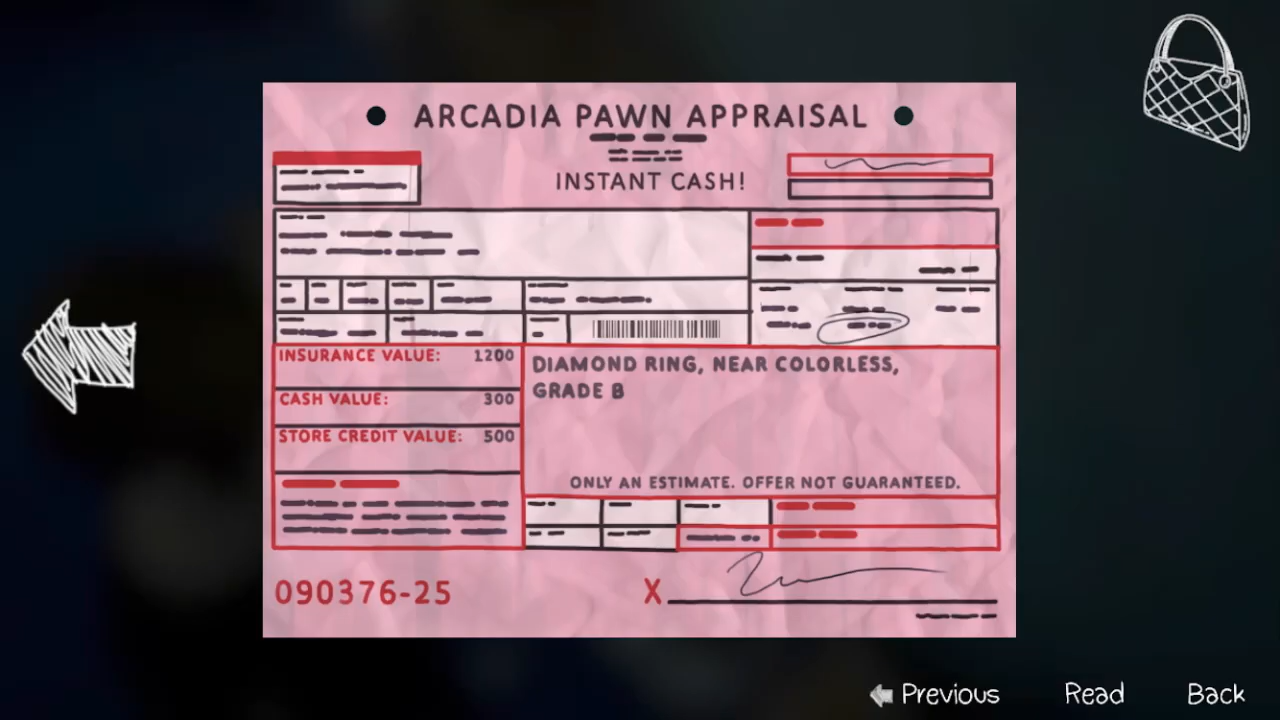 ARCADIA PAWN APPRAISAL
INSTANT CASH!
INSURANCE VALUE: 1200
CASH VALUE: 300
STORE CREDIT VALUE: 500
DIAMOND RING, NEAR COLORLESS,
GRADE B
ONLY AN ESTIMATE. OFFER NOT GUARANTEED.
090376-25
X
Previous
Read
Back